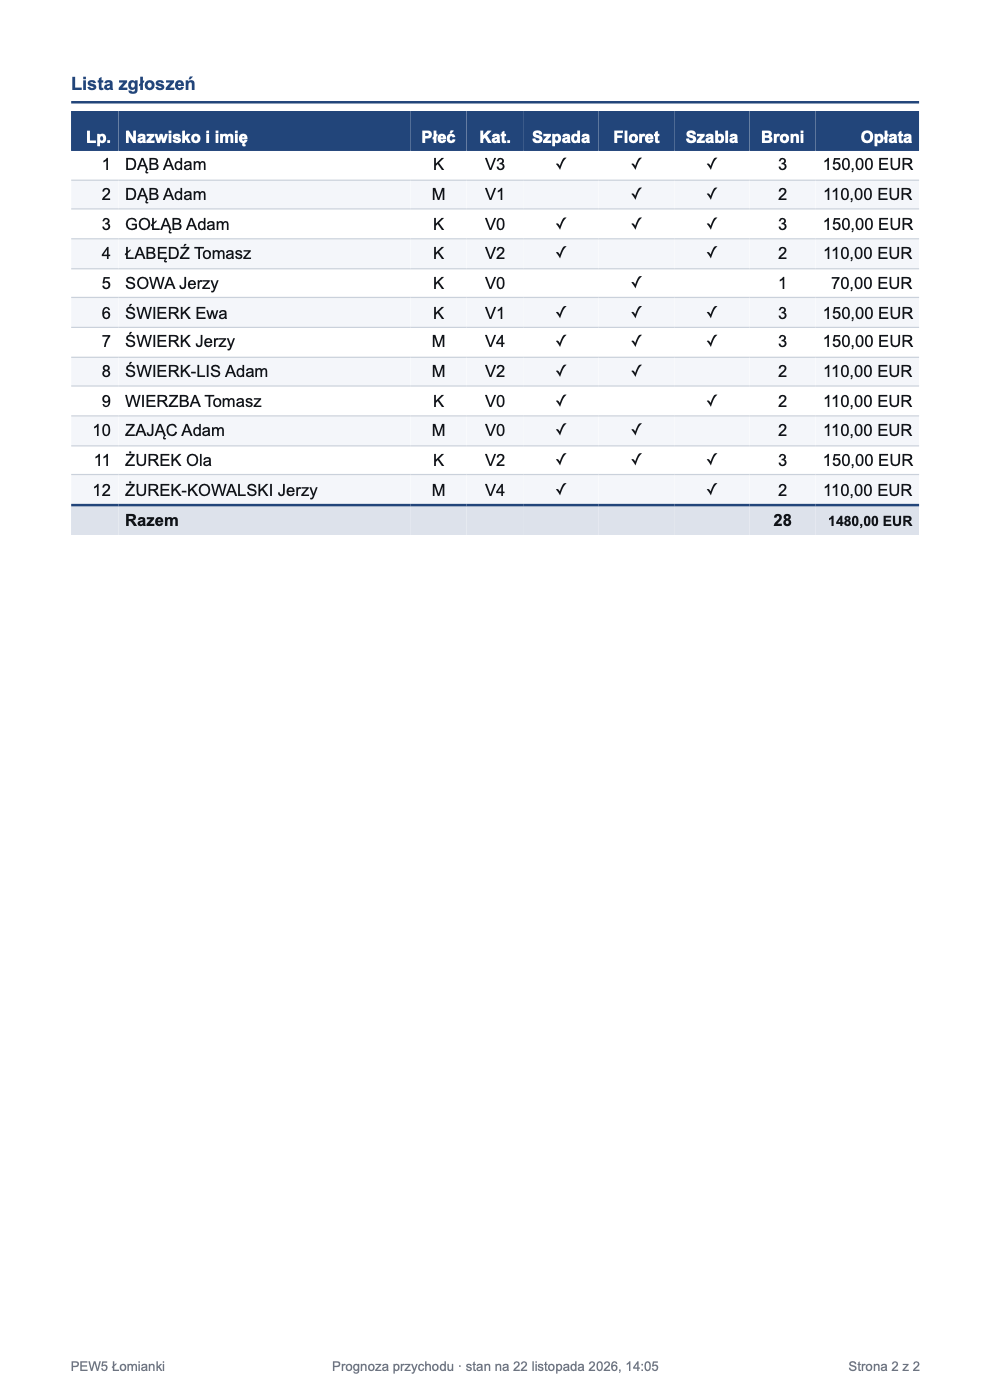 Lista zgłoszeń
Lp. Nazwisko i imię Płeć Kat. Szpada Floret Szabla Broni Opłata
1 DĄB Adam K V3 ✓ ✓ ✓ 3 150,00 EUR
2 DĄB Adam M V1 ✓ ✓ 2 110,00 EUR
3 GOŁĄB Adam K V0 ✓ ✓ ✓ 3 150,00 EUR
4 ŁABĘDŹ Tomasz K V2 ✓ ✓ 2 110,00 EUR
5 SOWA Jerzy K V0 ✓ 1 70,00 EUR
6 ŚWIERK Ewa K V1 ✓ ✓ ✓ 3 150,00 EUR
7 ŚWIERK Jerzy M V4 ✓ ✓ ✓ 3 150,00 EUR
8 ŚWIERK-LIS Adam M V2 ✓ ✓ 2 110,00 EUR
9 WIERZBA Tomasz K V0 ✓ ✓ 2 110,00 EUR
10 ZAJĄC Adam M V0 ✓ ✓ 2 110,00 EUR
11 ŻUREK Ola K V2 ✓ ✓ ✓ 3 150,00 EUR
12 ŻUREK-KOWALSKI Jerzy M V4 ✓ ✓ 2 110,00 EUR
Razem 28 1480,00 EUR
PEW5 Łomianki Prognoza przychodu · stan na 22 listopada 2026, 14:05 Strona 2 z 2